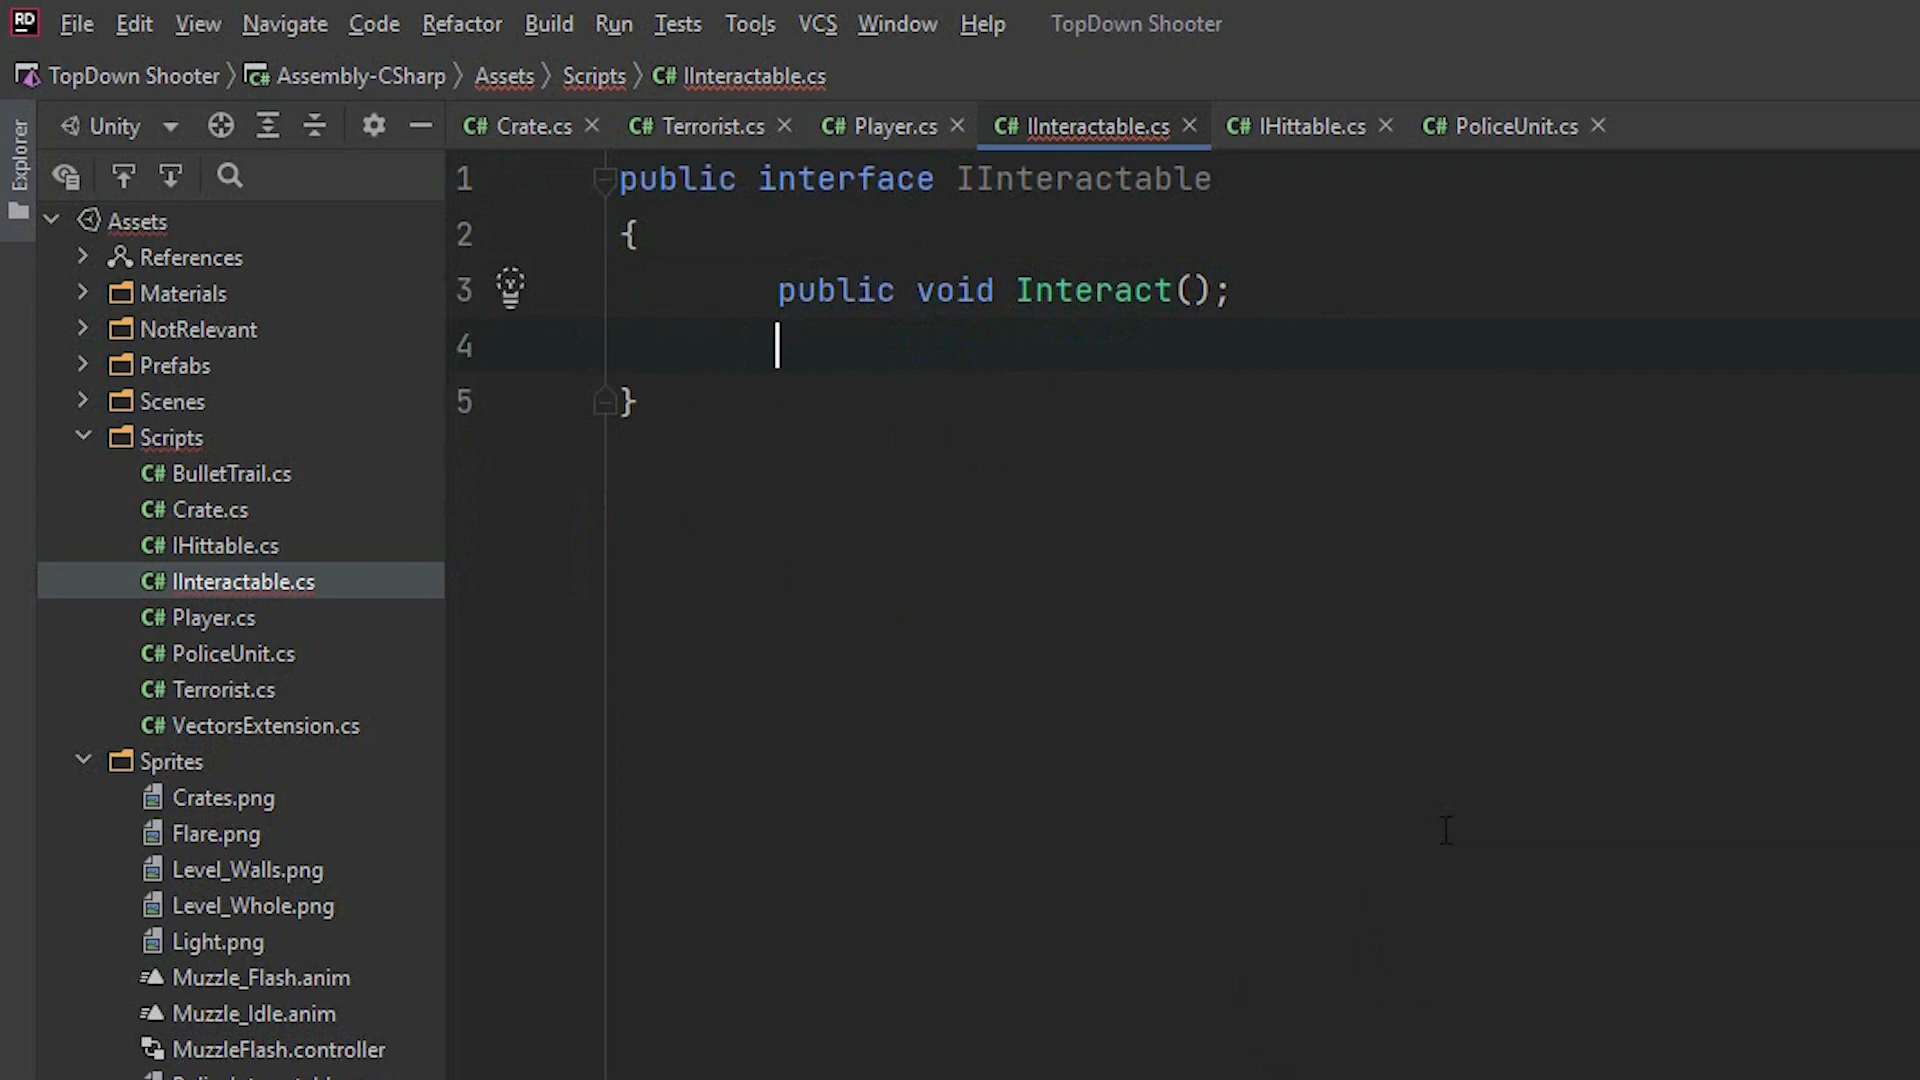 RD File Edit View Navigate Code Refactor Build Run Tests Tools VCS Window Help TopDown Shooter
TopDown Shooter C# Assembly-CSharp Assets Scripts C# IInteractable.cs
Explorer
Unity
C# Crate.cs C# Terrorist.cs C# Player.cs C# IInteractable.cs C# IHittable.cs C# PoliceUnit.cs
Assets
References
Materials
NotRelevant
Prefabs
Scenes
Scripts
C# BulletTrail.cs
C# Crate.cs
C# IHittable.cs
C# IInteractable.cs
C# Player.cs
C# PoliceUnit.cs
C# Terrorist.cs
C# VectorsExtension.cs
Sprites
Crates.png
Flare.png
Level_Walls.png
Level_Whole.png
Light.png
Muzzle_Flash.anim
Muzzle_Idle.anim
MuzzleFlash.controller
1 public interface IInteractable
2 {
3 public void Interact();
4
5 }